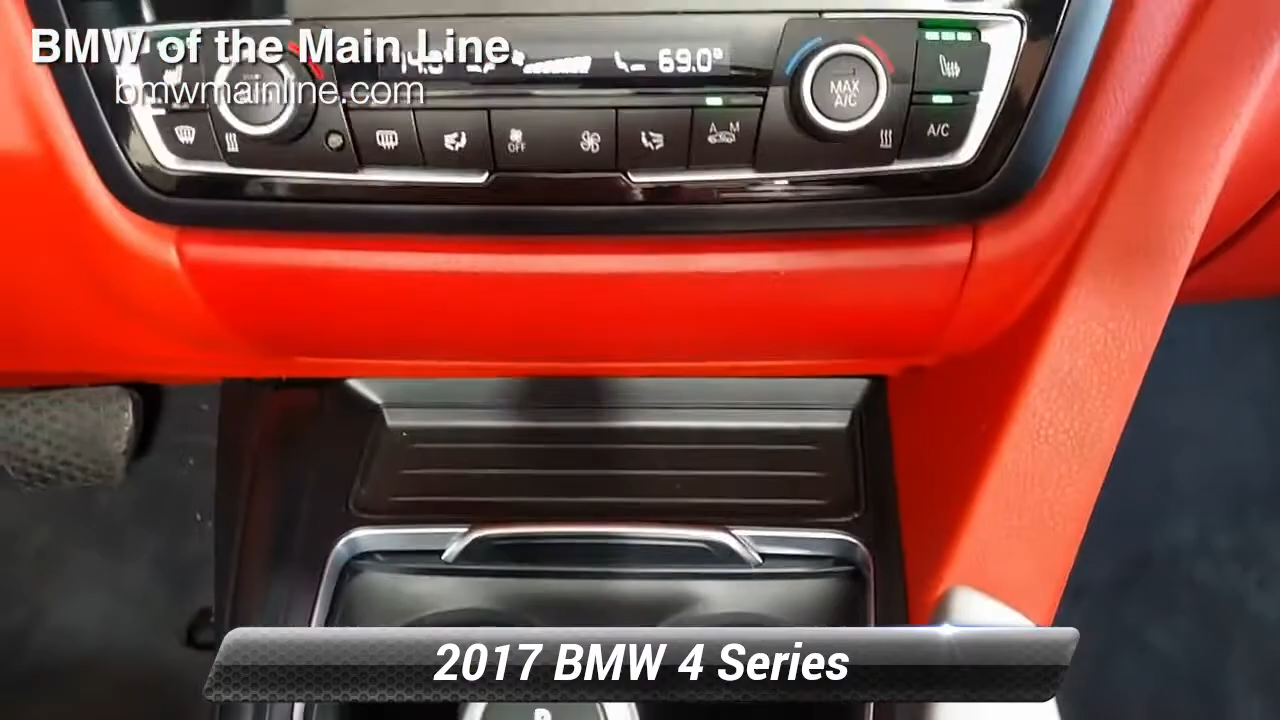 BMW of the Main Line
bmwmainline.com
69.0°
MAX
A/C
OFF
A M
A/C
2017 BMW 4 Series